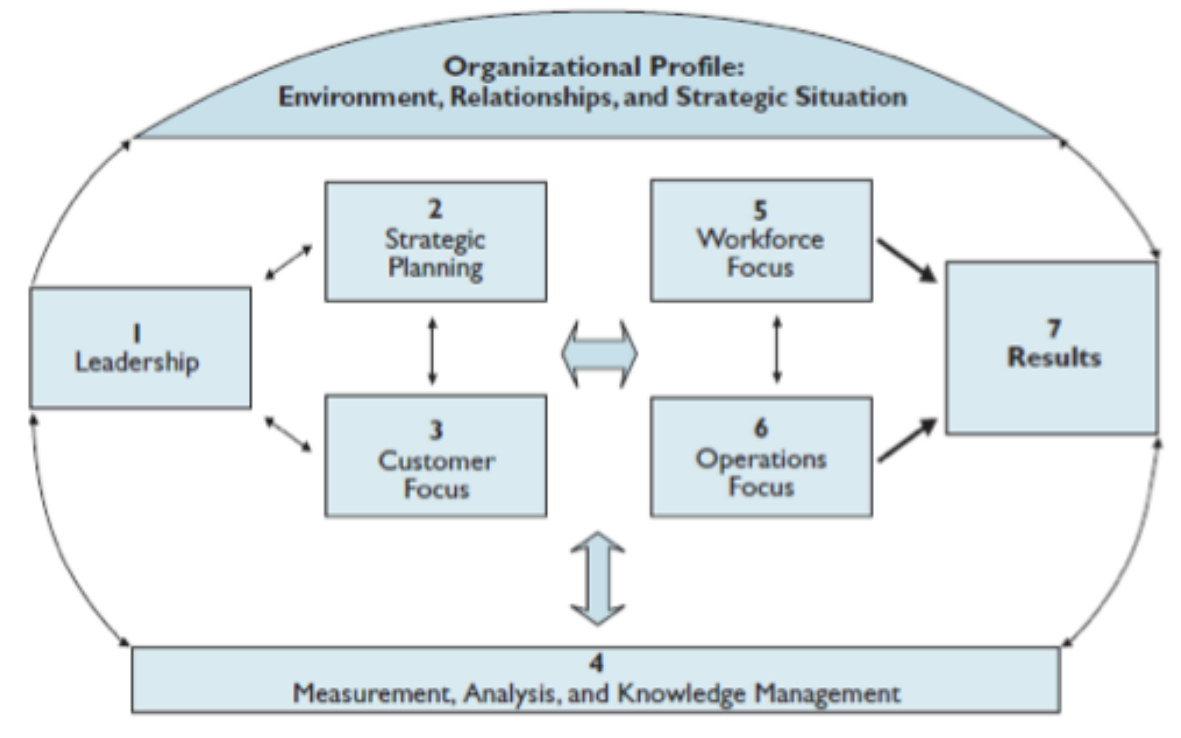 Organizational Profile:
Environment, Relationships, and Strategic Situation
2
Strategic
Planning
5
Workforce
Focus
1
Leadership
7
Results
3
Customer
Focus
6
Operations
Focus
4
Measurement, Analysis, and Knowledge Management